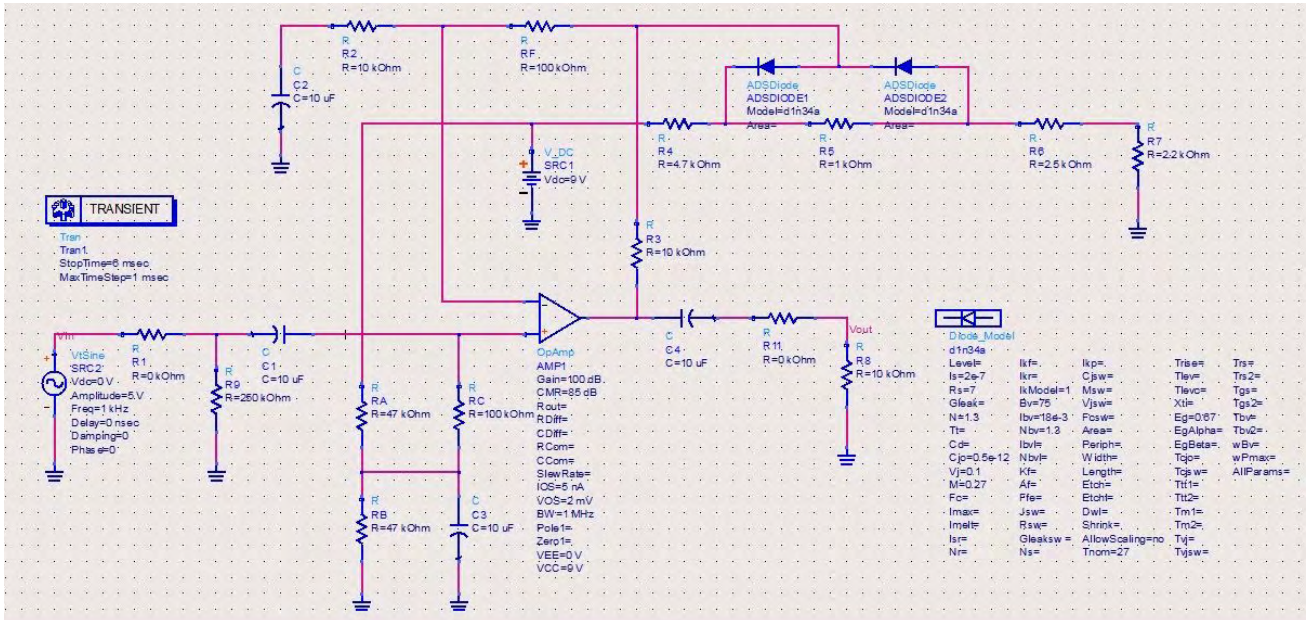 R
R2
R=10 kOhm
R
RF
R=100 kOhm
C
C2
C=10 uF
ADSDiode
ADSDIODE1
Model=d1n34a
Area=
ADSDiode
ADSDIODE2
Model=d1n34a
Area=
V_DC
SRC1
Vdc=9 V
R
R4
R=4.7 kOhm
R
R5
R=1 kOhm
R
R6
R=2.5 kOhm
R
R7
R=2.2 kOhm
TRANSIENT
Tran
Tran1
StopTime=6 msec
MaxTimeStep=1 msec
R
R3
R=10 kOhm
Vin
VtSine
SRC2
Vdc=0 V
Amplitude=5 V
Freq=1 kHz
Delay=0 nsec
Damping=0
Phase=0
R
R1
R=0 kOhm
R
R9
R=250 kOhm
C
C1
C=10 uF
R
RA
R=47 kOhm
R
RC
R=100 kOhm
R
RB
R=47 kOhm
C
C3
C=10 uF
OpAmp
AMP1
Gain=100 dB
CMR=85 dB
Rout=
RDiff=
CDiff=
RCom=
CCom=
SlewRate=
IOS=5 nA
VOS=2 mV
BW=1 MHz
Pole1=
Zero1=
VEE=0 V
VCC=9 V
C
C4
C=10 uF
R
R11
R=0 kOhm
Vout
R
R8
R=10 kOhm
Diode_Model
d1n34a
Level=
Is=2e-7
Rs=7
Gleak=
N=1.3
Tt=
Cd=
Cjo=0.5e-12
Vj=0.1
M=0.27
Fc=
Imax=
Imelt=
Isr=
Nr=
Ikf=
Ikr=
IkModel=1
Bv=75
Ibv=18e-3
Nbv=1.3
Ibvl=
Nbvl=
Kf=
Af=
Ffe=
Jsw=
Rsw=
Gleaksw=
Ns=
Ikp=
Cjsw=
Msw=
Vjsw=
Fcsw=
Area=
Periph=
Width=
Length=
Etch=
Etchl=
Dwl=
Shrink=
AllowScaling=no
Tnom=27
Trise=
Tlev=
Tlevc=
Xti=
Eg=0.67
EgAlpha=
EgBeta=
Tcjo=
Tcjsw=
Ttt1=
Ttt2=
Tm1=
Tm2=
Tvj=
Tvjsw=
Trs=
Trs2=
Tgs=
Tgs2=
Tbv=
Tbv2=
wBv=
wPmax=
AllParams=